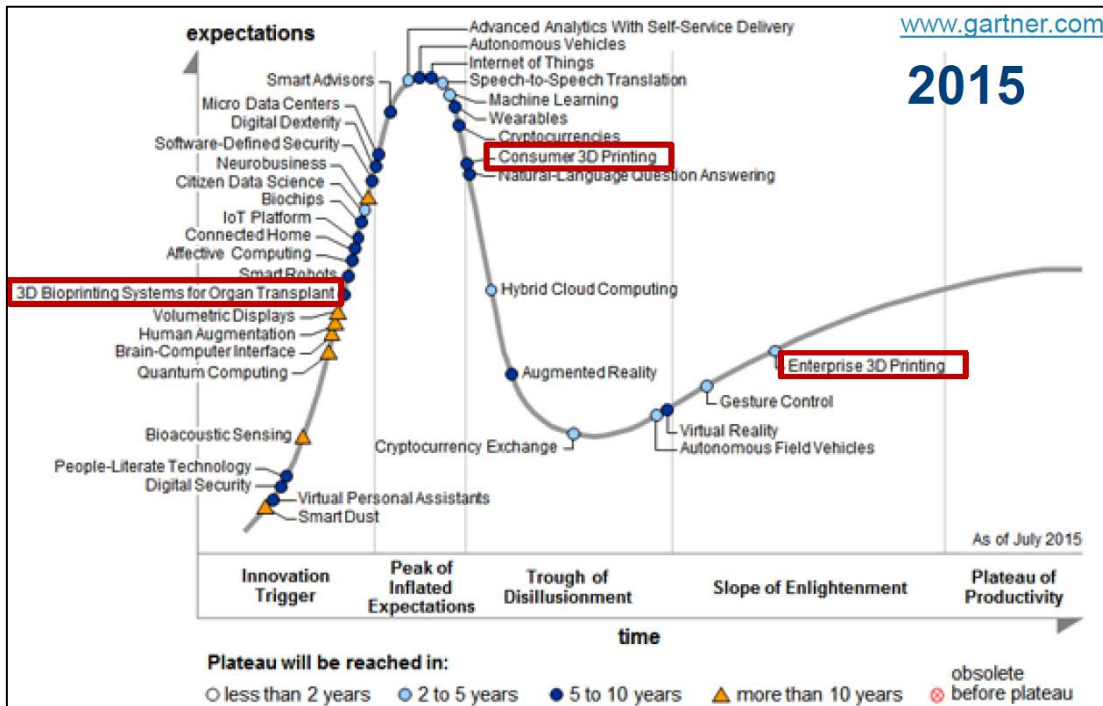 expectations
www.gartner.com
2015
Advanced Analytics With Self-Service Delivery
Autonomous Vehicles
Internet of Things
Speech-to-Speech Translation
Machine Learning
Wearables
Cryptocurrencies
Consumer 3D Printing
Natural-Language Question Answering
Smart Advisors
Micro Data Centers
Digital Dexterity
Software-Defined Security
Neurobusiness
Citizen Data Science
Biochips
IoT Platform
Connected Home
Affective Computing
Smart Robots
3D Bioprinting Systems for Organ Transplant
Volumetric Displays
Human Augmentation
Brain-Computer Interface
Quantum Computing
Bioacoustic Sensing
People-Literate Technology
Digital Security
Virtual Personal Assistants
Smart Dust
Hybrid Cloud Computing
Augmented Reality
Cryptocurrency Exchange
Enterprise 3D Printing
Gesture Control
Virtual Reality
Autonomous Field Vehicles
As of July 2015
Innovation
Trigger
Peak of
Inflated
Expectations
Trough of
Disillusionment
Slope of Enlightenment
Plateau of
Productivity
time
Plateau will be reached in:
less than 2 years
2 to 5 years
5 to 10 years
more than 10 years
obsolete
before plateau